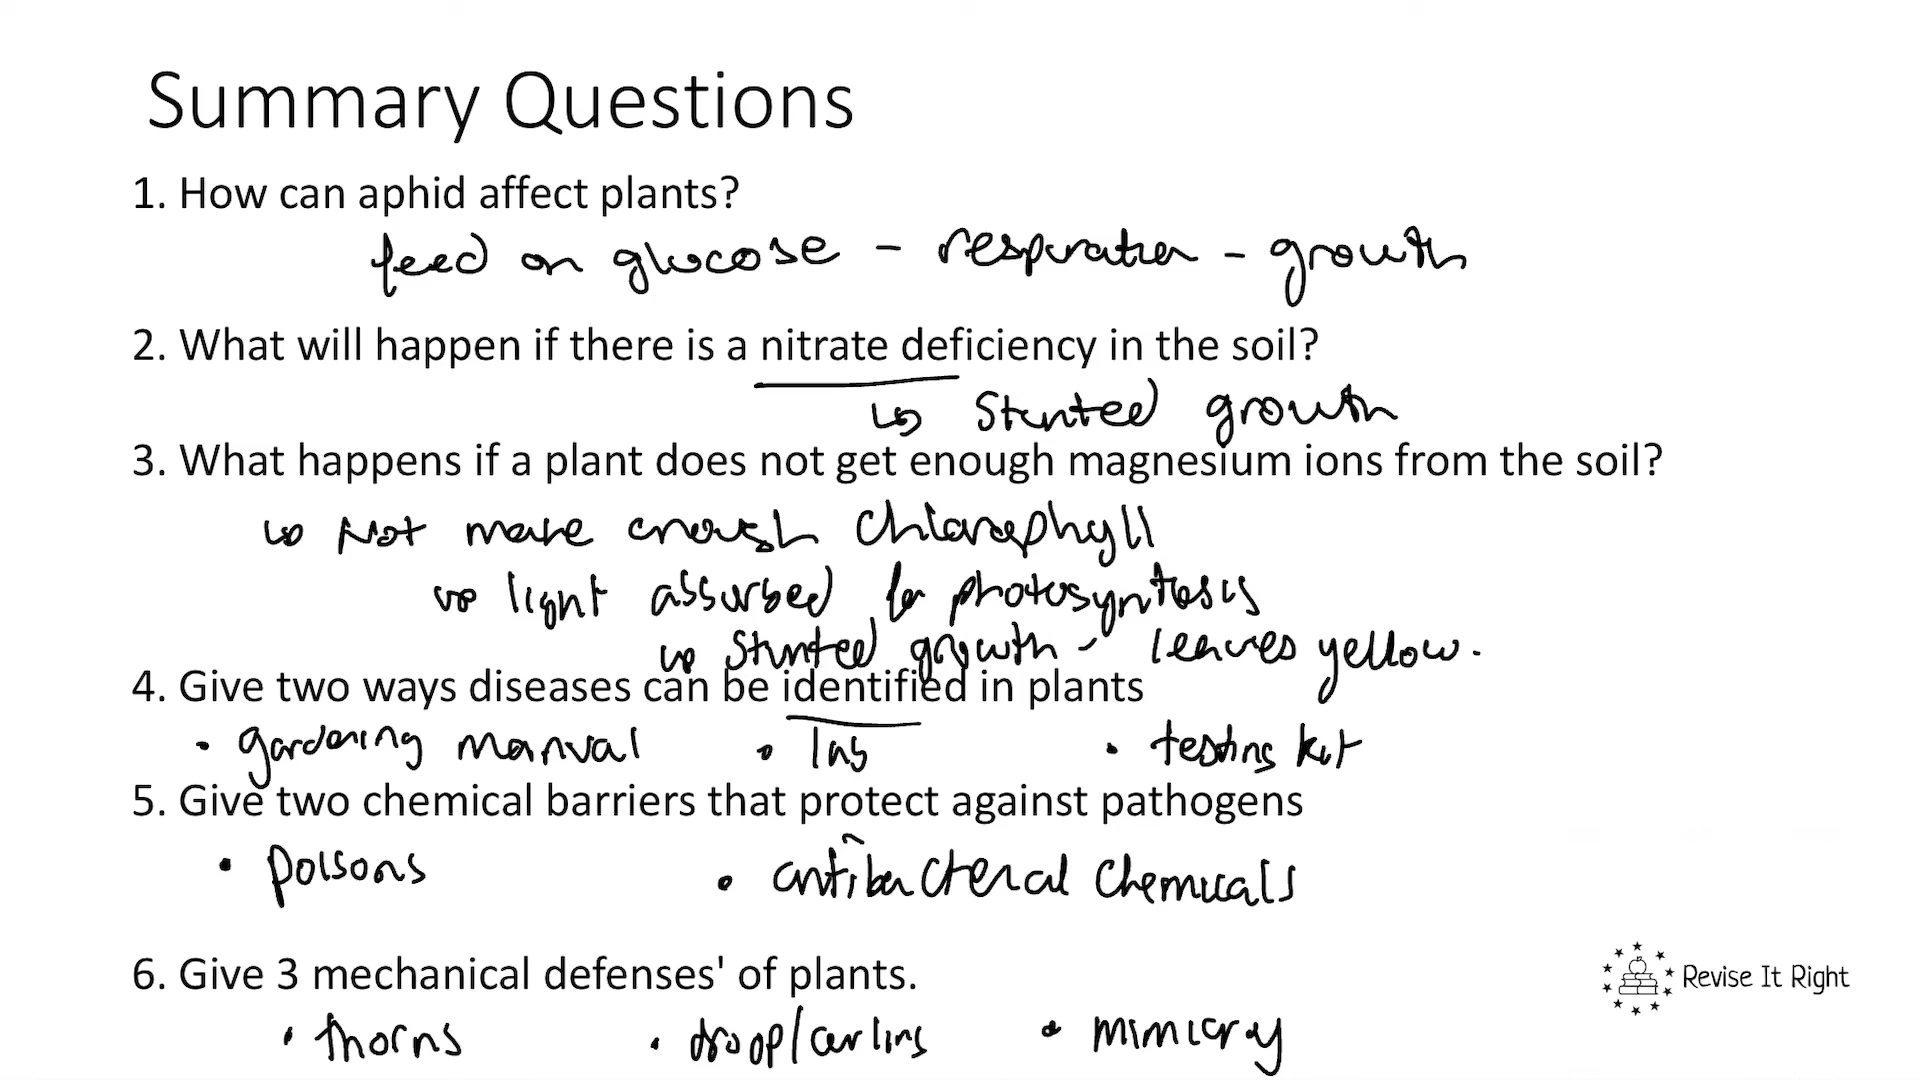 Summary Questions
1. How can aphid affect plants?
feed on glucose - respiration - growth
2. What will happen if there is a nitrate deficiency in the soil?
↳ Stunted growth
3. What happens if a plant does not get enough magnesium ions from the soil?
↳ Not make enough chlorophyll
↳ light assorbed for photosyntesis
↳ Stunted growth - leaves yellow.
4. Give two ways diseases can be identified in plants
• gardening manual • lab • testing kit
5. Give two chemical barriers that protect against pathogens
• poisons • antibacterial chemicals
6. Give 3 mechanical defenses' of plants.
Revise It Right
• thorns • droop/curling • mimicry